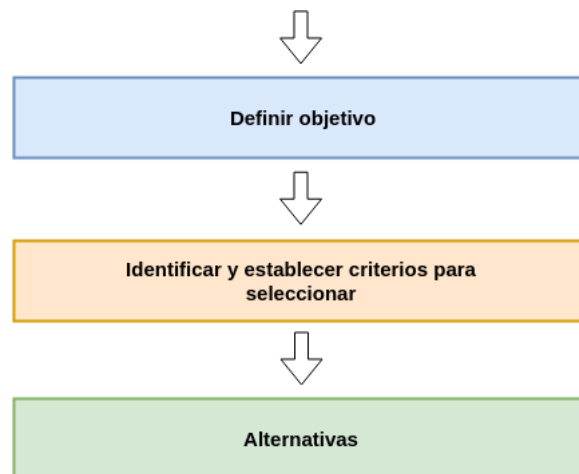 Definir objetivo
Identificar y establecer criterios para
seleccionar
Alternativas